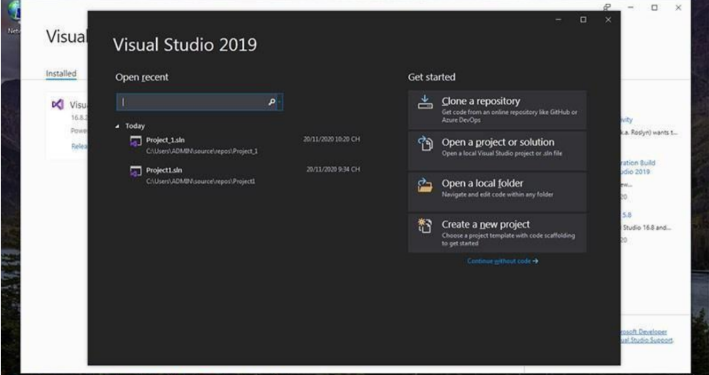 Visual
Installed
Visu
16.8.2
Powe
Relea
Visual Studio 2019
Open recent
Today
Project_1.sln
20/11/2020 10:20 CH
C:\Users\ADMIN\source\repos\Project_1
Project1.sln
20/11/2020 9:34 CH
C:\Users\ADMIN\source\repos\Project1
Get started
Clone a repository
Get code from an online repository like GitHub or
Azure DevOps
Open a project or solution
Open a local Visual Studio project or .sln file
Open a local folder
Navigate and edit code within any folder
Create a new project
Choose a project template with code scaffolding
to get started
Continue without code →
vity
k.a. Roslyn) wants t...
ration Build
udio 2019
ew...
20
5.8
Studio 16.8 and...
20
rosoft Developer
ual Studio Support.